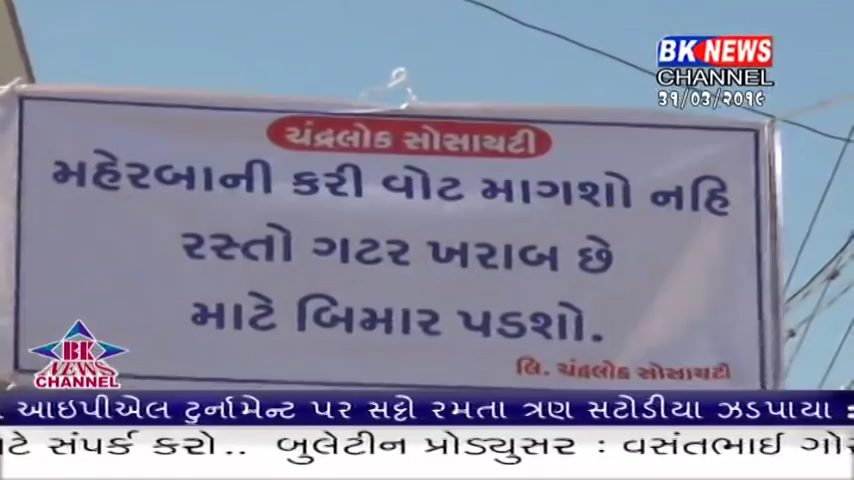 BK NEWS
CHANNEL
૩૧/૦૩/૨૦૧૯
ચંદ્રલોક સોસાયટી
મહેરબાની કરી વોટ માગશો નહિ
રસ્તો ગટર ખરાબ છે
માટે બિમાર પડશો.
લિ. ચંદ્રલોક સોસાયટી
BK
NEWS
CHANNEL
આઇપીએલ ટુર્નામેન્ટ પર સટ્ટો રમતા ત્રણ સટોડીયા ઝડપાયા :
સંપર્ક કરો.. બુલેટીન પ્રોડ્યુસર : વસંતભાઈ